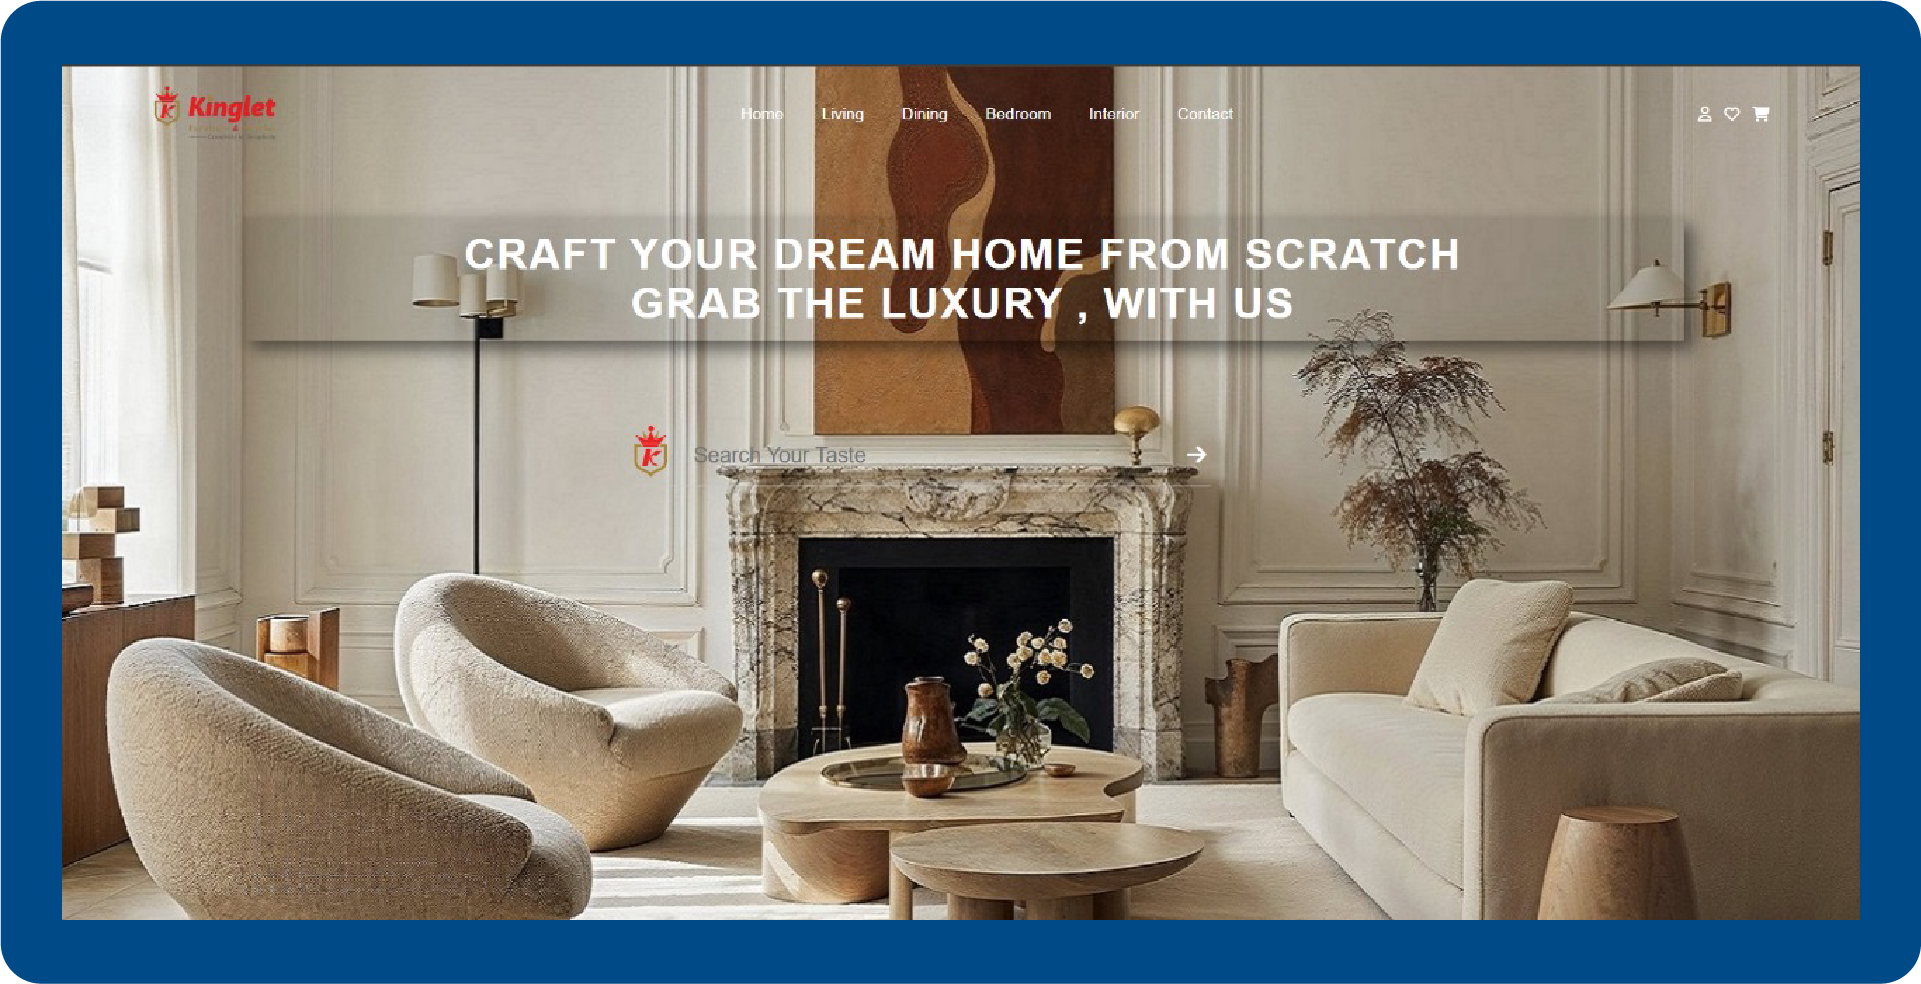 Kinglet
Home Living Dining Bedroom Interior Contact
CRAFT YOUR DREAM HOME FROM SCRATCH
GRAB THE LUXURY , WITH US
K Search Your Taste